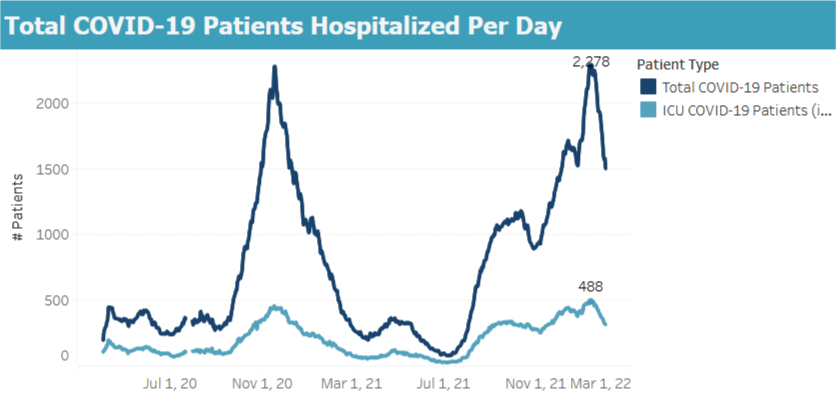 Total COVID-19 Patients Hospitalized Per Day
2,278
Patient Type
Total COVID-19 Patients
ICU COVID-19 Patients (i...
# Patients
2000
1500
1000
500
0
488
Jul 1, 20
Nov 1, 20
Mar 1, 21
Jul 1, 21
Nov 1, 21
Mar 1, 22